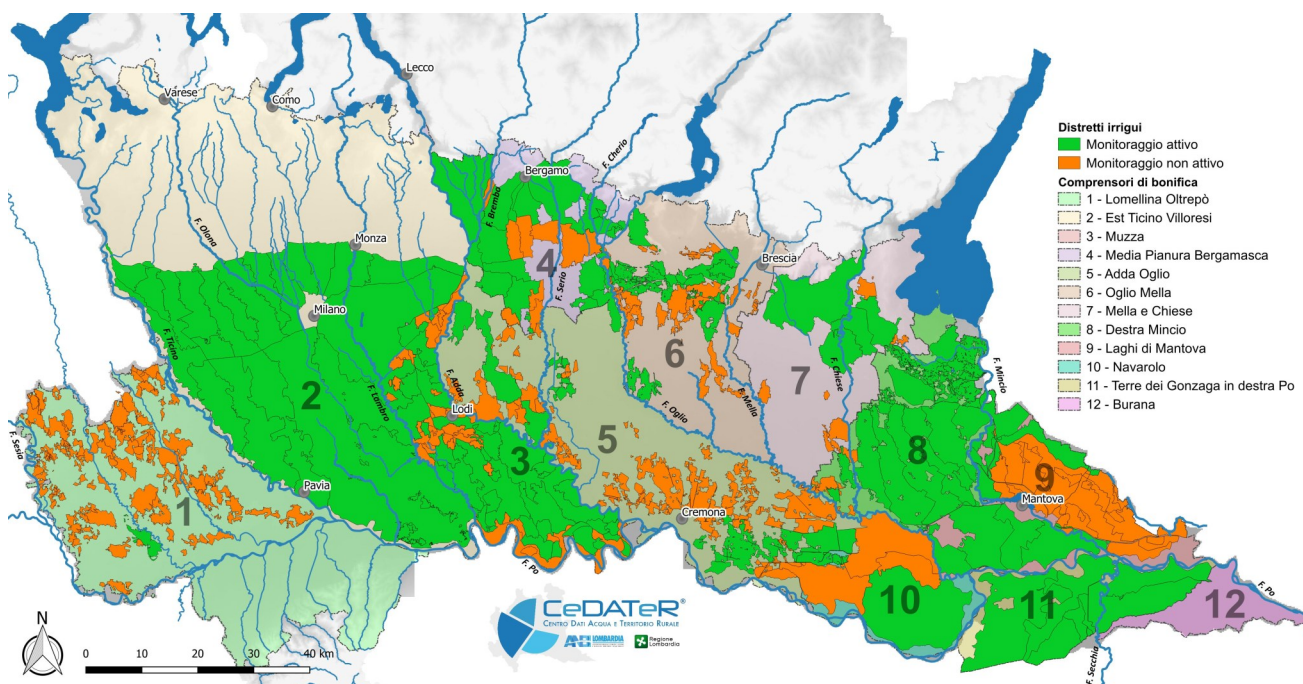 Lecco
Varese
Como
F. Cherio
Bergamo
F. Brembo
F. Olona
Monza
Brescia
4
F. Serio
Milano
F. Ticino
6
7
F. Chiese
F. Mincio
2
F. Lambro
F. Adda
Lodi
F. Oglio
F. Mella
F. Sesia
5
8
3
9
Pavia
Mantova
1
Cremona
F. Po
10
11
12
F. Po
F. Secchia
Distretti irrigui
Monitoraggio attivo
Monitoraggio non attivo
Comprensori di bonifica
1 - Lomellina Oltrepò
2 - Est Ticino Villoresi
3 - Muzza
4 - Media Pianura Bergamasca
5 - Adda Oglio
6 - Oglio Mella
7 - Mella e Chiese
8 - Destra Mincio
9 - Laghi di Mantova
10 - Navarolo
11 - Terre dei Gonzaga in destra Po
12 - Burana
N
0 10 20 30 40 km
CeDATeR®
Centro Dati Acqua e Territorio Rurale
ANBI LOMBARDIA
Regione
Lombardia